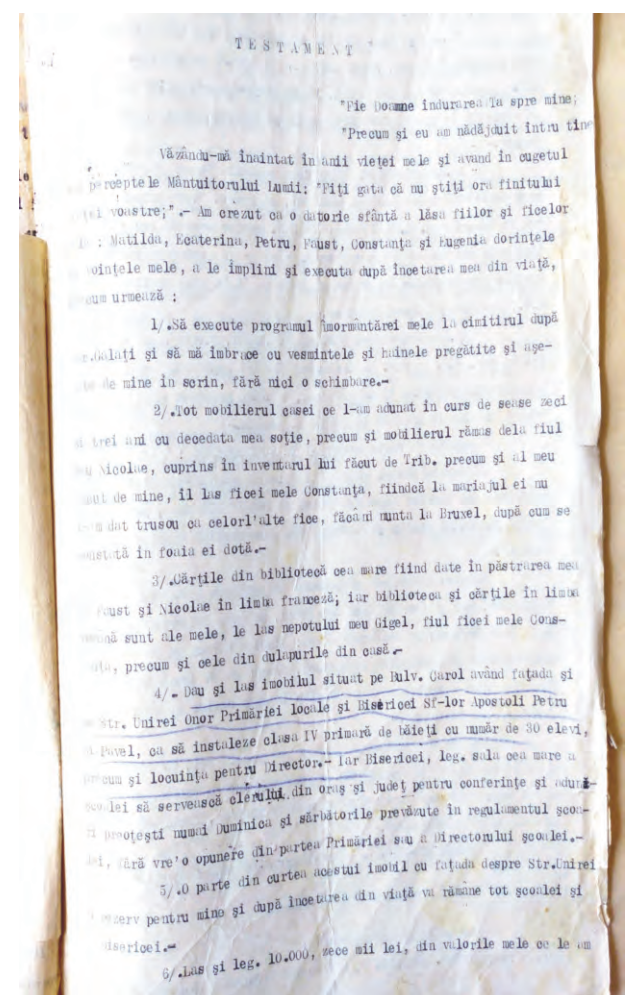 TESTAMENT
"Fie Doamne indurarea Ta spre mine;
"Precum şi eu am nădăjduit întru tine
Văzându-mă înaintat în anii vieţei mele şi avand în cugetul
perceptele Mântuitorului Lumii: "Fiţi gata că nu ştiţi ora finitului
voastre;".- Am crezut ca o datorie sfântă a lăsa fiilor şi ficelor
: Matilda, Ecaterina, Petru, Faust, Constanţa şi Eugenia dorinţele
voinţele mele, a le împlini şi executa după încetarea mea din viaţă,
cum urmează :
1/.Să execute programul îmormântărei mele la cimitirul după
Galaţi şi să mă îmbrace cu vesmintele şi hainele pregătite şi aşe-
de mine în scrin, fără nici o schimbare.-
2/.Tot mobilierul casei ce l-am adunat in curs de sease zeci
trei ani cu decedata mea soţie, precum şi mobilierul rămas dela fiul
Nicolae, cuprins în inventarul lui făcut de Trib. precum şi al meu
de mine, il las ficei mele Constanţa, fiindcă la mariajul ei nu
dat trusou ca celorl'alte fice, făcând nunta la Bruxel, după cum se
constată in foaia ei dotă.-
3/.Cărţile din bibliotecă cea mare fiind date în păstrarea mea
Faust şi Nicolae in limba franceză; iar biblioteca şi cărţile în limba
sunt ale mele, le las nepotului meu Gigel, fiul ficei mele Cons-
precum şi cele din dulapurile din casă.-
4/.- Dau şi las imobilul situat pe Bulv. Carol având faţada şi
Str. Unirei Onor Primăriei locale şi Bisericei Sf-lor Apostoli Petru
Pavel, ca să instaleze clasa IV primară de băieţi cu număr de 30 elevi,
precum şi locuinţa pentru Director.- Iar Bisericei, leg. sala cea mare a
şcoalei să servească clerului din oraş şi judeţ pentru conferinţe şi adună-
preoţeşti numai Duminica şi sărbătorile prevăzute în regulamentul şcoa-
lei, fără vre'o opunere din partea Primăriei sau a Directorului şcoalei.-
5/.O parte din curtea acestui imobil cu faţada despre Str.Unirei
rezerv pentru mine şi după încetarea din viaţă va rămâne tot şcoalei şi
Bisericei.-
6/.Las şi leg. 10.000, zece mii lei, din valorile mele ce le am